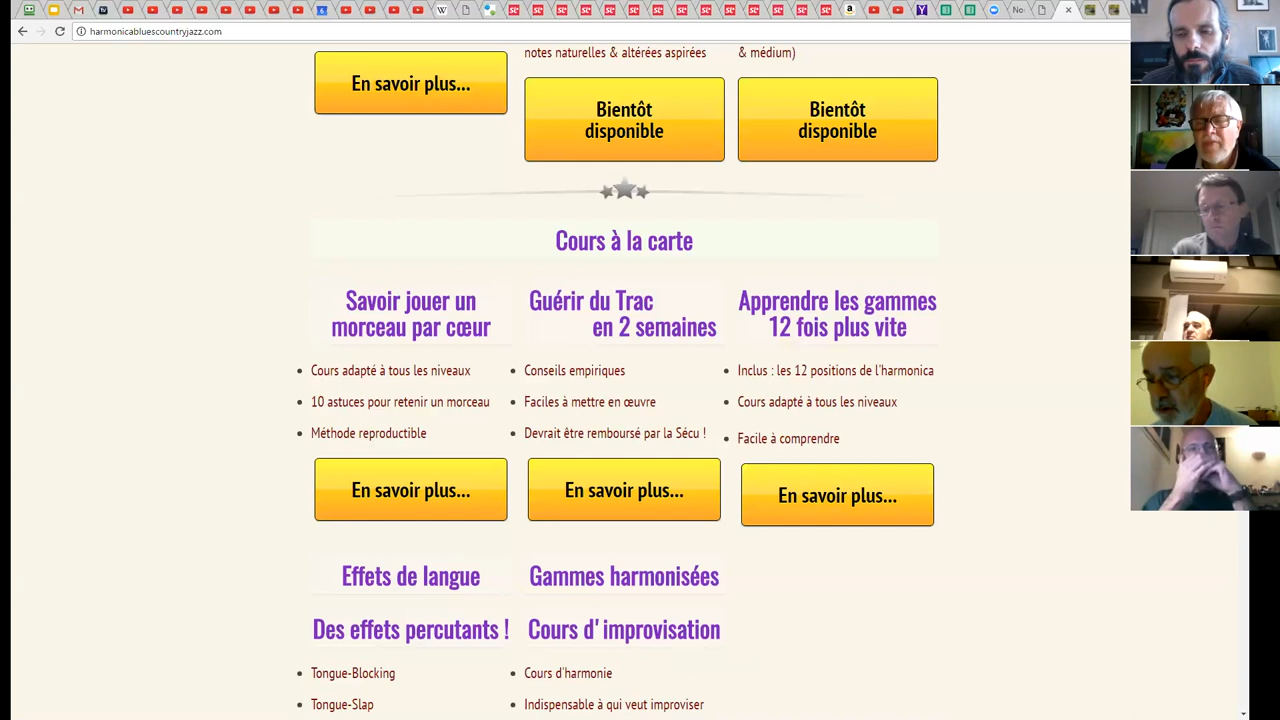 No
harmonicabluescountryjazz.com
notes naturelles & altérées aspirées
& médium)
En savoir plus...
Bientôt
disponible
Bientôt
disponible
Cours à la carte
Savoir jouer un
morceau par cœur
Cours adapté à tous les niveaux
10 astuces pour retenir un morceau
Méthode reproductible
En savoir plus...
Guérir du Trac
en 2 semaines
Conseils empiriques
Faciles à mettre en œuvre
Devrait être remboursé par la Sécu !
En savoir plus...
Apprendre les gammes
12 fois plus vite
Inclus : les 12 positions de l'harmonica
Cours adapté à tous les niveaux
Facile à comprendre
En savoir plus...
Effets de langue
Des effets percutants !
Tongue-Blocking
Tongue-Slap
Gammes harmonisées
Cours d'improvisation
Cours d'harmonie
Indispensable à qui veut improviser